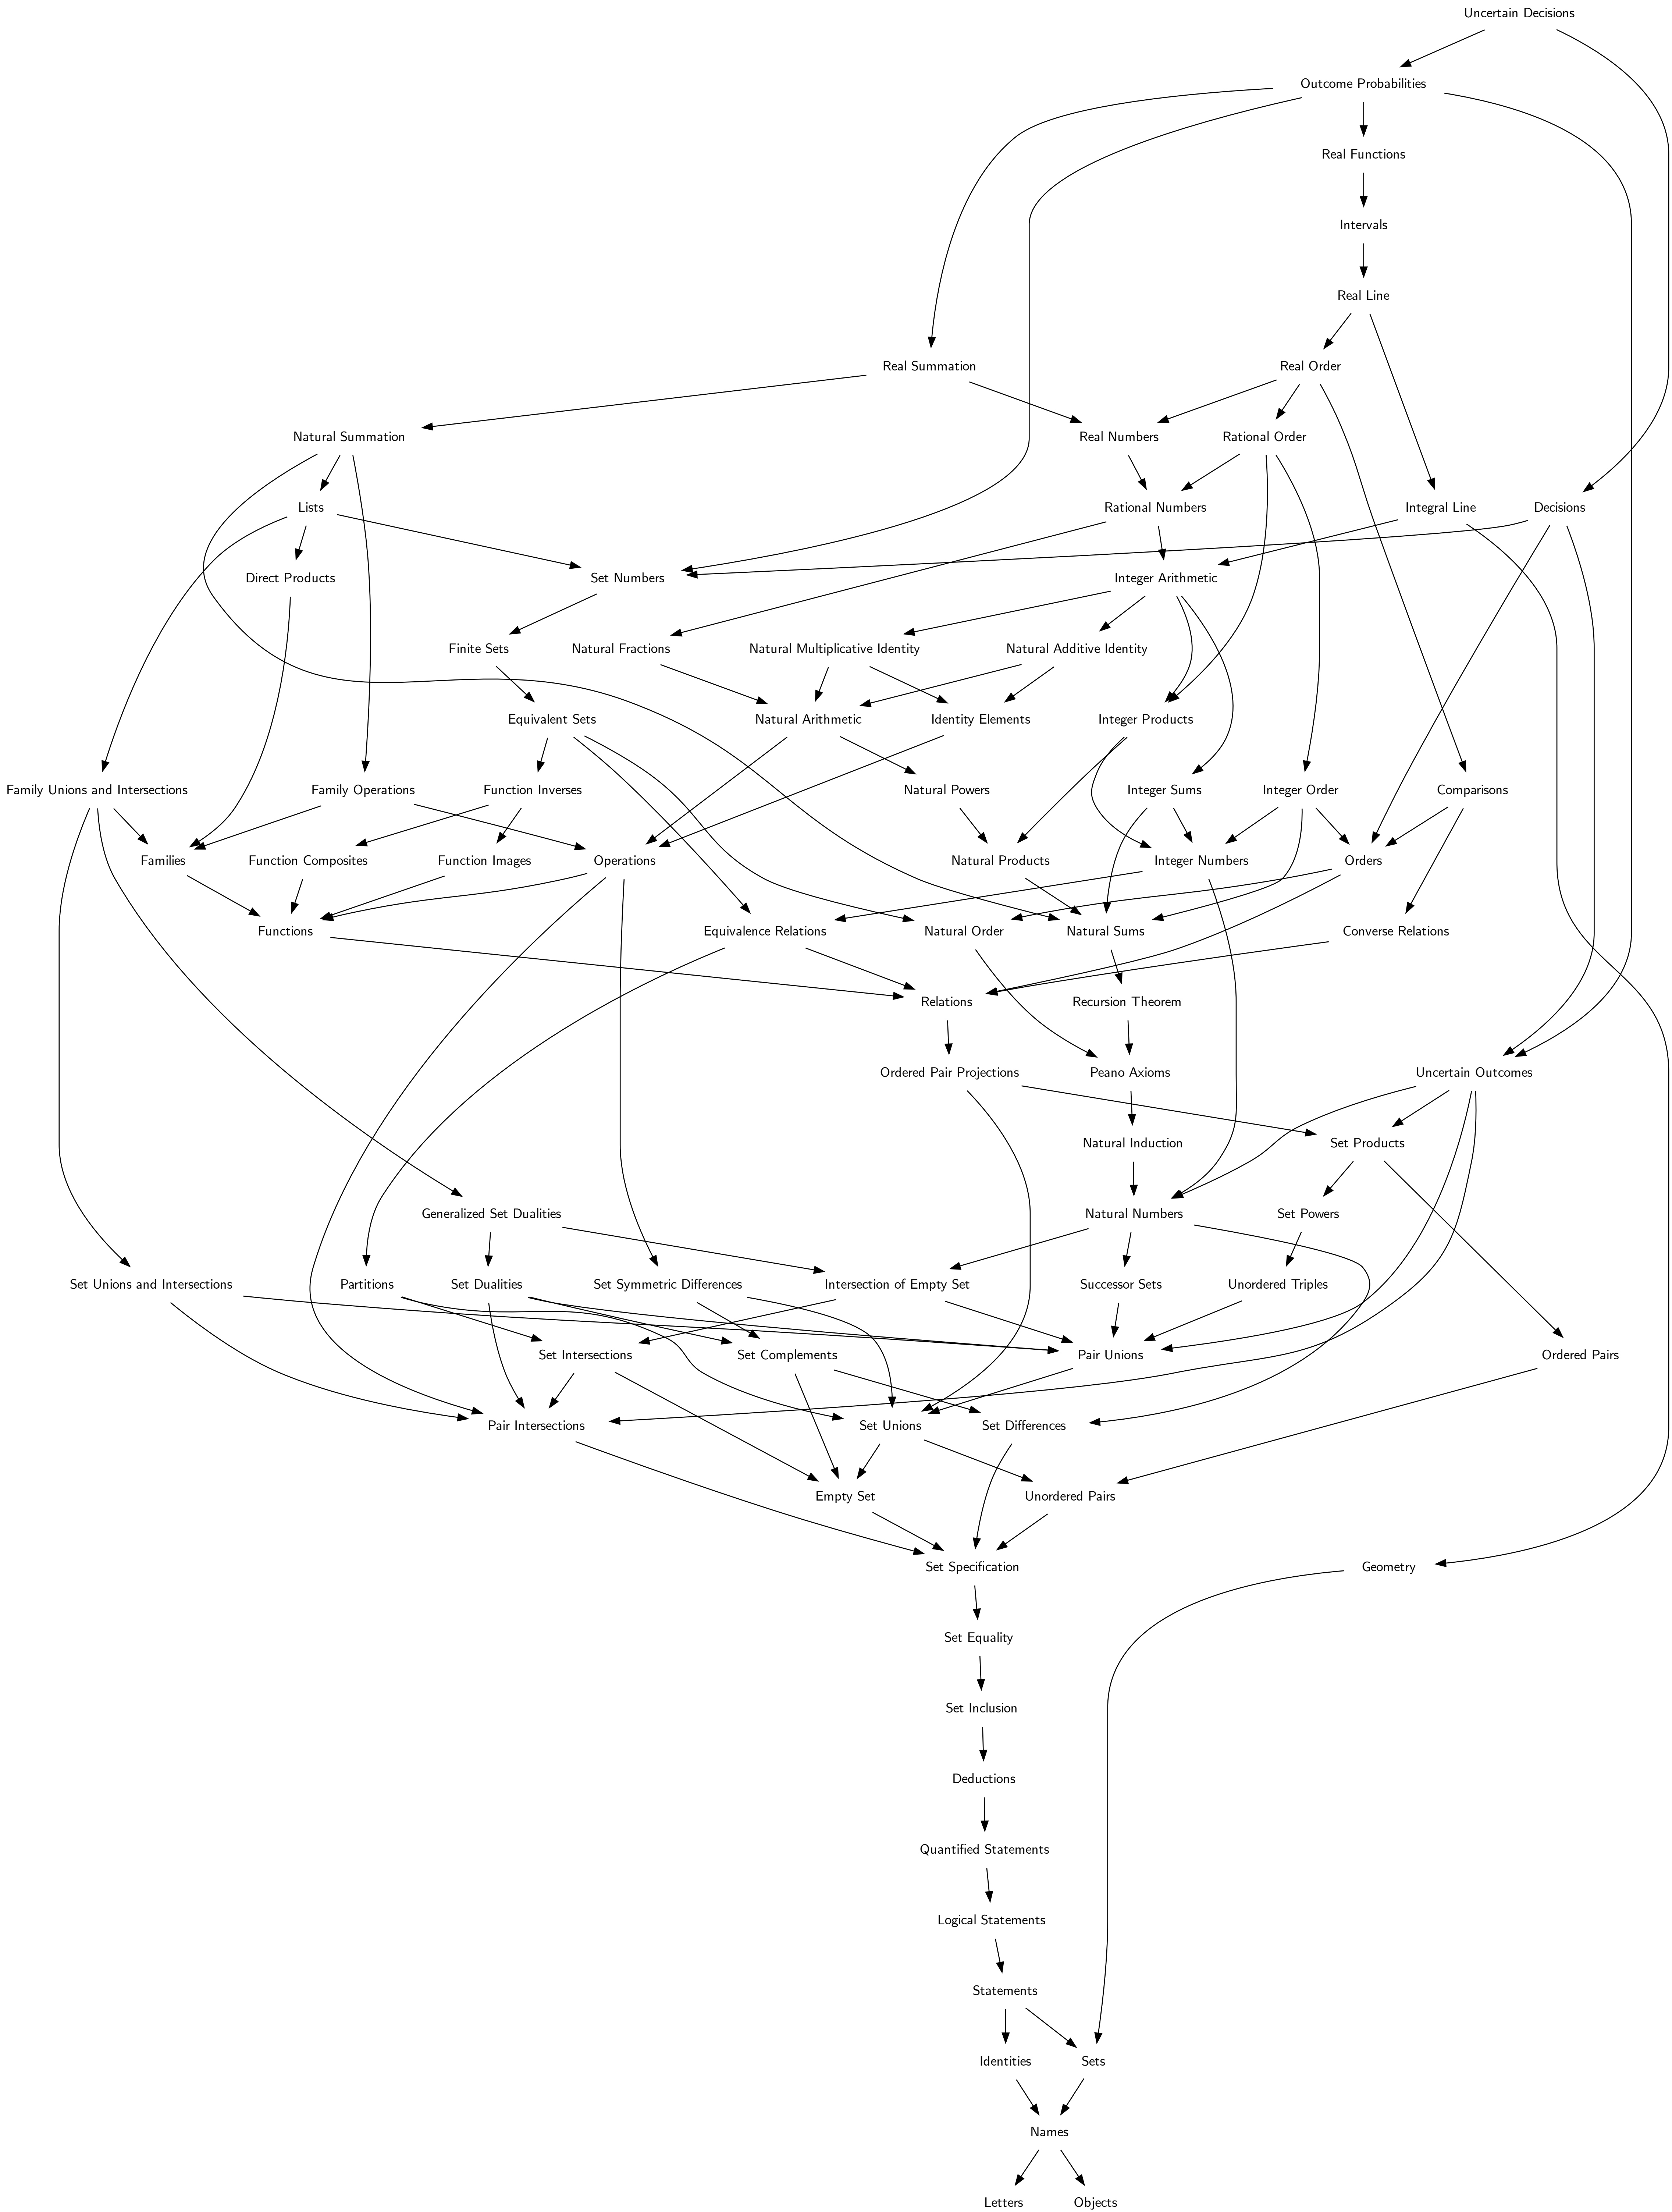 Uncertain Decisions
Outcome Probabilities
Real Functions
Intervals
Real Line
Real Summation
Real Order
Natural Summation
Real Numbers
Rational Order
Lists
Rational Numbers
Integral Line
Decisions
Direct Products
Set Numbers
Integer Arithmetic
Finite Sets
Natural Fractions
Natural Multiplicative Identity
Natural Additive Identity
Equivalent Sets
Natural Arithmetic
Identity Elements
Integer Products
Family Unions and Intersections
Family Operations
Function Inverses
Natural Powers
Integer Sums
Integer Order
Comparisons
Families
Function Composites
Function Images
Operations
Natural Products
Integer Numbers
Orders
Functions
Equivalence Relations
Natural Order
Natural Sums
Converse Relations
Relations
Recursion Theorem
Ordered Pair Projections
Peano Axioms
Uncertain Outcomes
Natural Induction
Set Products
Generalized Set Dualities
Natural Numbers
Set Powers
Set Unions and Intersections
Partitions
Set Dualities
Set Symmetric Differences
Intersection of Empty Set
Successor Sets
Unordered Triples
Set Intersections
Set Complements
Pair Unions
Ordered Pairs
Pair Intersections
Set Unions
Set Differences
Empty Set
Unordered Pairs
Set Specification
Geometry
Set Equality
Set Inclusion
Deductions
Quantified Statements
Logical Statements
Statements
Identities
Sets
Names
Letters
Objects